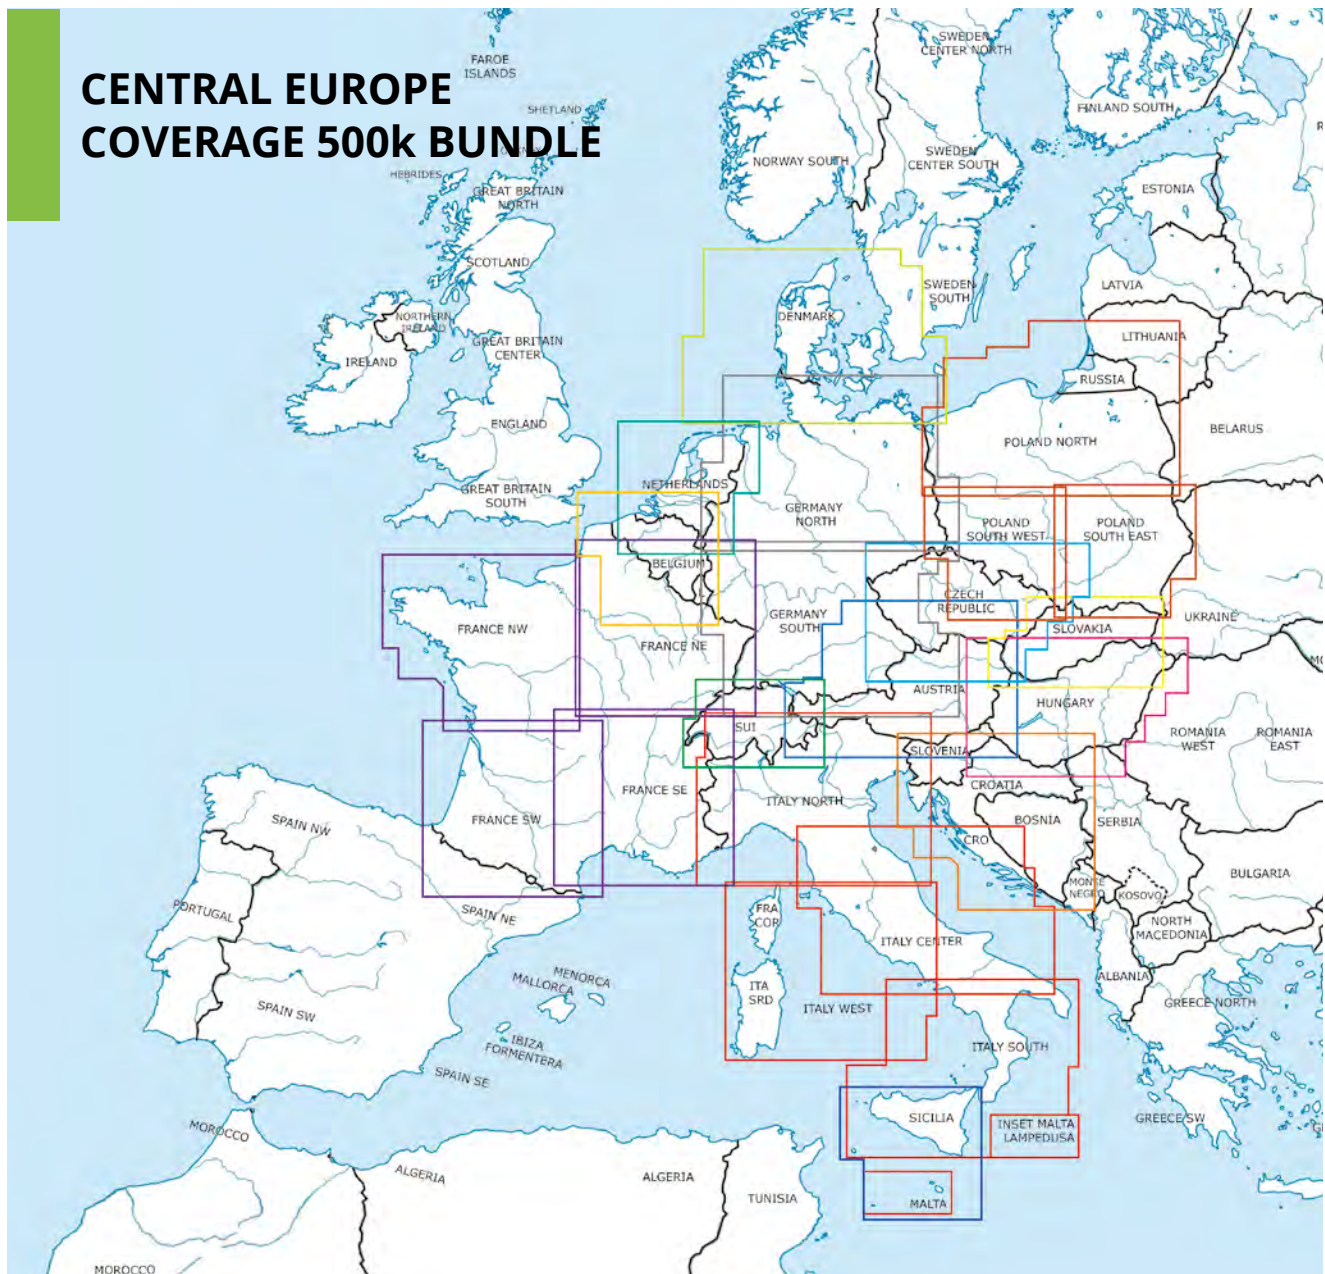 CENTRAL EUROPE
COVERAGE 500k BUNDLE
FAROE
ISLANDS
SHETLAND
HEBRIDES
GREAT BRITAIN
NORTH
SCOTLAND
NORTHERN
IRELAND
IRELAND
GREAT BRITAIN
CENTER
ENGLAND
GREAT BRITAIN
SOUTH
SWEDEN
CENTER NORTH
FINLAND SOUTH
NORWAY SOUTH
SWEDEN
CENTER SOUTH
ESTONIA
LATVIA
SWEDEN
SOUTH
DENMARK
LITHUANIA
RUSSIA
BELARUS
POLAND NORTH
NETHERLANDS
GERMANY
NORTH
POLAND
SOUTH WEST
POLAND
SOUTH EAST
BELGIUM
CZECH
REPUBLIC
GERMANY
SOUTH
SLOVAKIA
UKRAINE
FRANCE NW
FRANCE NE
AUSTRIA
HUNGARY
SUI
SLOVENIA
ROMANIA
WEST
ROMANIA
EAST
CROATIA
FRANCE SE
ITALY NORTH
FRANCE SW
BOSNIA
SERBIA
CRO
SPAIN NW
MONTE
NEGRO
KOSOVO
BULGARIA
PORTUGAL
SPAIN NE
FRA
COR
NORTH
MACEDONIA
ITALY CENTER
MENORCA
MALLORCA
ALBANIA
ITA
SRD
ITALY WEST
GREECE NORTH
SPAIN SW
IBIZA
FORMENTERA
ITALY SOUTH
SPAIN SE
SICILIA
INSET MALTA
LAMPEDUSA
GREECE SW
MOROCCO
ALGERIA
ALGERIA
TUNISIA
MALTA
MOROCCO